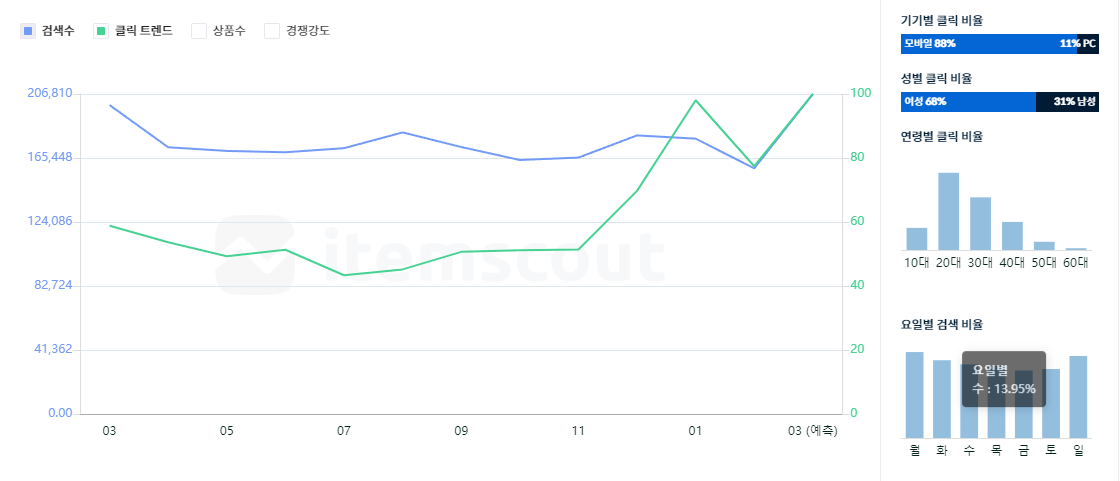 검색수 클릭 트렌드 상품수 경쟁강도
206,810
165,448
124,086
82,724
41,362
0.00
100
80
60
40
20
0
03 05 07 09 11 01 03 (예측)
itemscout
기기별 클릭 비율
모바일 88% 11% PC
성별 클릭 비율
여성 68% 31% 남성
연령별 클릭 비율
10대 20대 30대 40대 50대 60대
요일별 검색 비율
요일별
수 : 13.95%
월 화 수 목 금 토 일